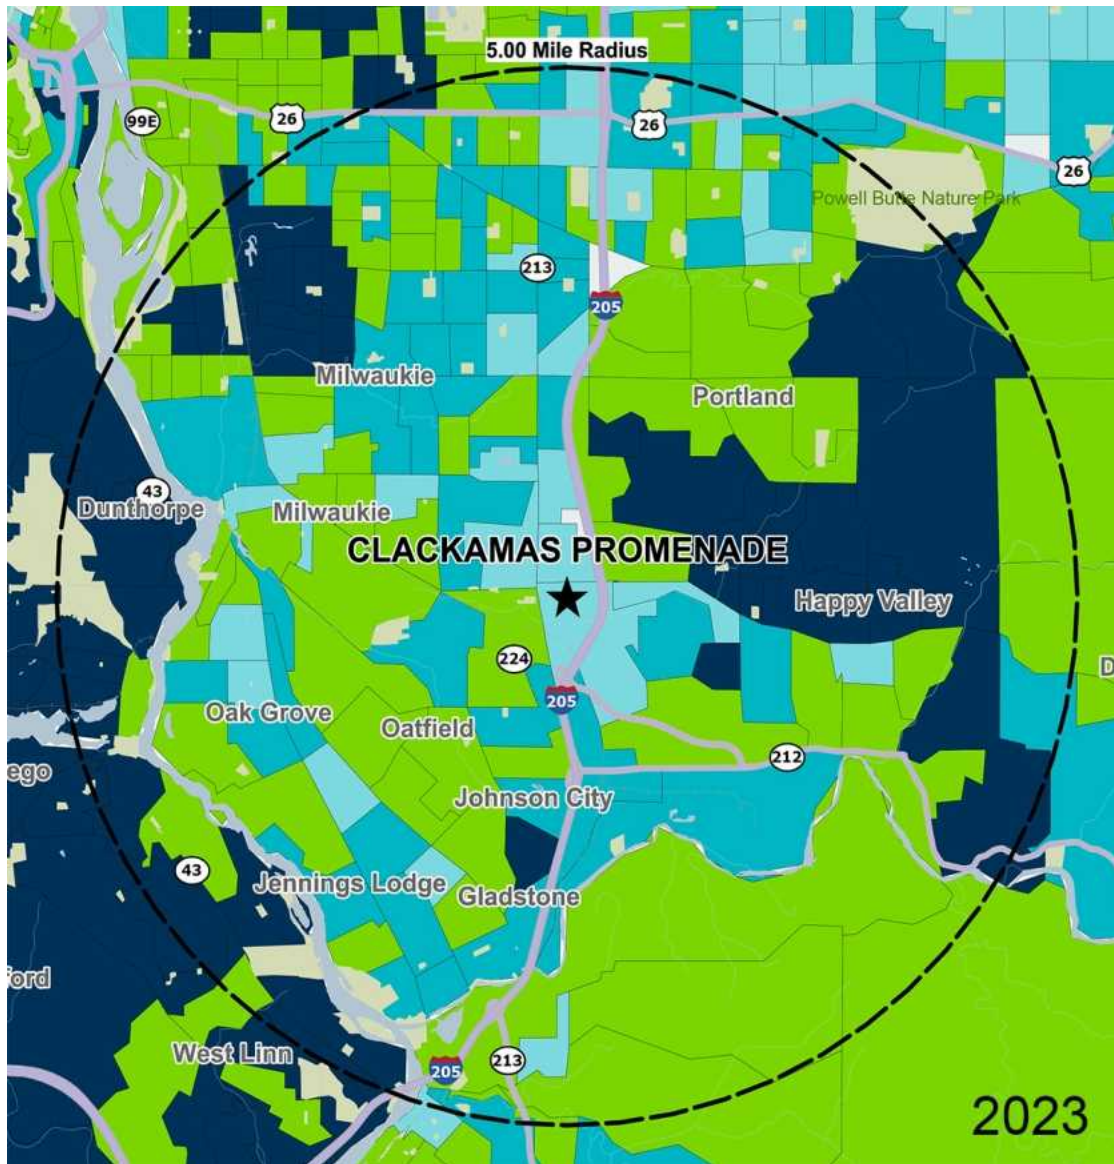 5.00 Mile Radius
99E
26
26
26
Powell Butte Nature Park
213
205
Milwaukie
Portland
43
Dunthorpe
Milwaukie
CLACKAMAS PROMENADE
Happy Valley
224
D
205
Oak Grove
Oatfield
212
ego
Johnson City
43
Jennings Lodge
Gladstone
ford
West Linn
205
213
2023